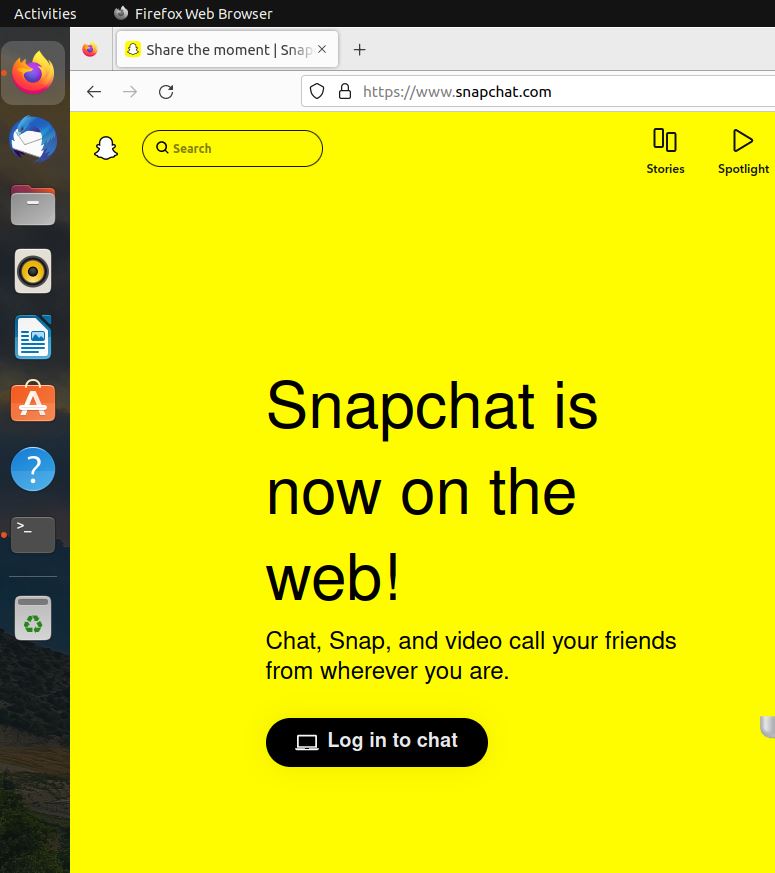 Activities
Firefox Web Browser
Share the moment | Snap
https://www.snapchat.com
Search
Stories
Spotlight
Snapchat is
now on the
web!
Chat, Snap, and video call your friends
from wherever you are.
Log in to chat